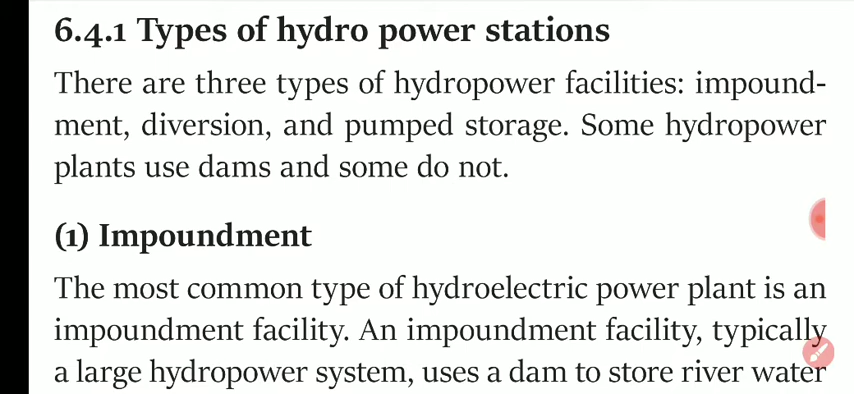 6.4.1 Types of hydro power stations
There are three types of hydropower facilities: impound-
ment, diversion, and pumped storage. Some hydropower
plants use dams and some do not.
(1) Impoundment
The most common type of hydroelectric power plant is an
impoundment facility. An impoundment facility, typically
a large hydropower system, uses a dam to store river water